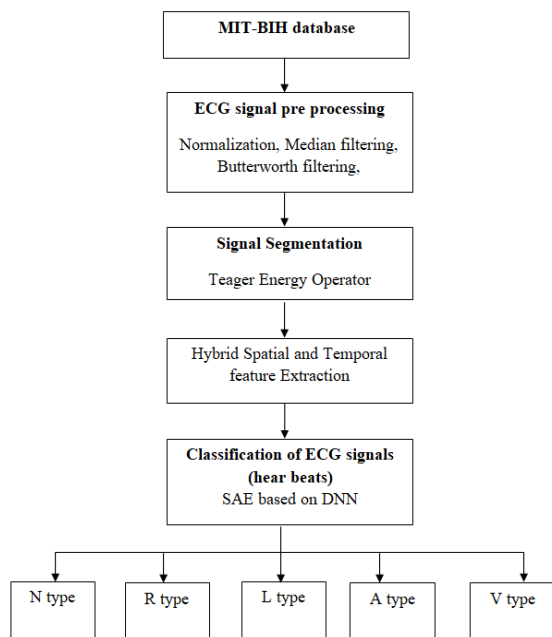 MIT-BIH database
ECG signal pre processing
Normalization, Median filtering,
Butterworth filtering,
Signal Segmentation
Teager Energy Operator
Hybrid Spatial and Temporal
feature Extraction
Classification of ECG signals
(hear beats)
SAE based on DNN
N type
R type
L type
A type
V type